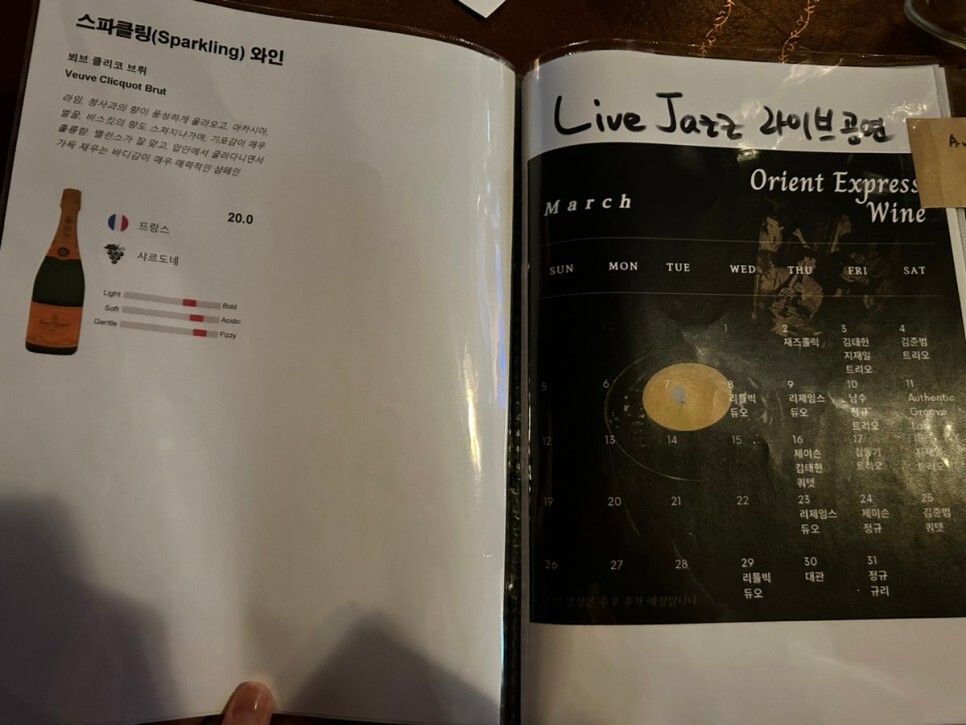 스파클링(Sparkling) 와인
뵈브 클리코 브뤼
Veuve Clicquot Brut
라임, 청사과의 향이 풍성하게 올라오고, 아카시아,
벌꿀, 비스킷의 향도 스쳐지나가며, 기포감이 매우
훌륭함. 밸런스가 잘 맞고, 입안에서 굴러다니면서
가득 채우는 바디감이 매우 매력적인 샴페인
20.0
프랑스
샤르도네
Light Bold
Soft Acidic
Gentle Fizzy
Live Jazz 라이브 공연
Orient Express
Wine
March
SUN MON TUE WED THU FRI SAT
1 2 3 4
재즈홀릭 김태현 김준범
지재일 트리오
트리오
5 6 7 8 9 10 11
리틀빅 리제임스 남수 Authentic
듀오 듀오 정규 Groove
트리오
12 13 14 15 16 17
제이슨 트리오
김태현
쿼텟
19 20 21 22 23 24 25
리제임스 제이슨 김준범
듀오 정규 쿼텟
26 27 28 29 30 31
리틀빅 대관 정규
듀오 규리